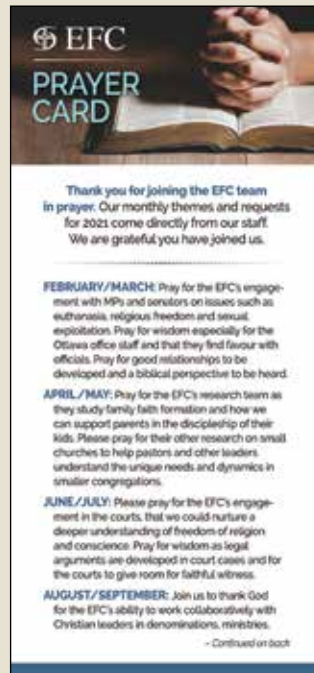 EFC
PRAYER
CARD
Thank you for joining the EFC team
in prayer. Our monthly themes and requests
for 2021 come directly from our staff.
We are grateful you have joined us.
FEBRUARY/MARCH: Pray for the EFC's engage-
ment with MPs and senators on issues such as
euthanasia, religious freedom and sexual
exploitation. Pray for wisdom especially for the
Ottawa office staff and that they find favour with
officials. Pray for good relationships to be
developed and a biblical perspective to be heard.
APRIL/MAY: Pray for the EFC's research team as
they study family faith formation and how we
can support parents in the discipleship of their
kids. Please pray for their other research on small
churches to help pastors and other leaders
understand the unique needs and dynamics in
smaller congregations.
JUNE/JULY: Please pray for the EFC's engage-
ment in the courts, that we could nurture a
deeper understanding of freedom of religion
and conscience. Pray for wisdom as legal
arguments are developed in court cases and for
the courts to give room for faithful witness.
AUGUST/SEPTEMBER: Join us to thank God
for the EFC's ability to work collaboratively with
Christian leaders in denominations, ministries,
– Continued on back